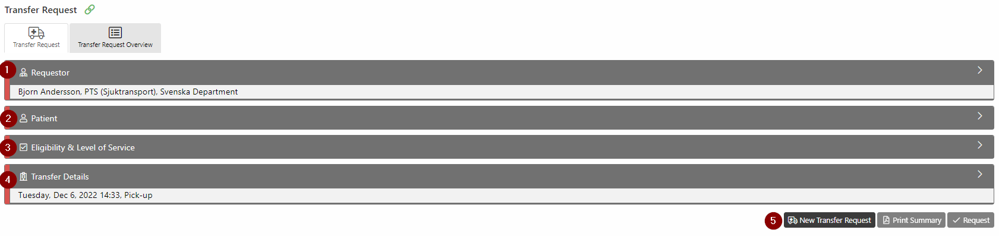 Transfer Request
Transfer Request
Transfer Request Overview
1
Requestor
Bjorn Andersson, PTS (Sjuktransport), Svenska Department
2
Patient
3
Eligibility & Level of Service
4
Transfer Details
Tuesday, Dec 6, 2022 14:33, Pick-up
5
New Transfer Request
Print Summary
Request